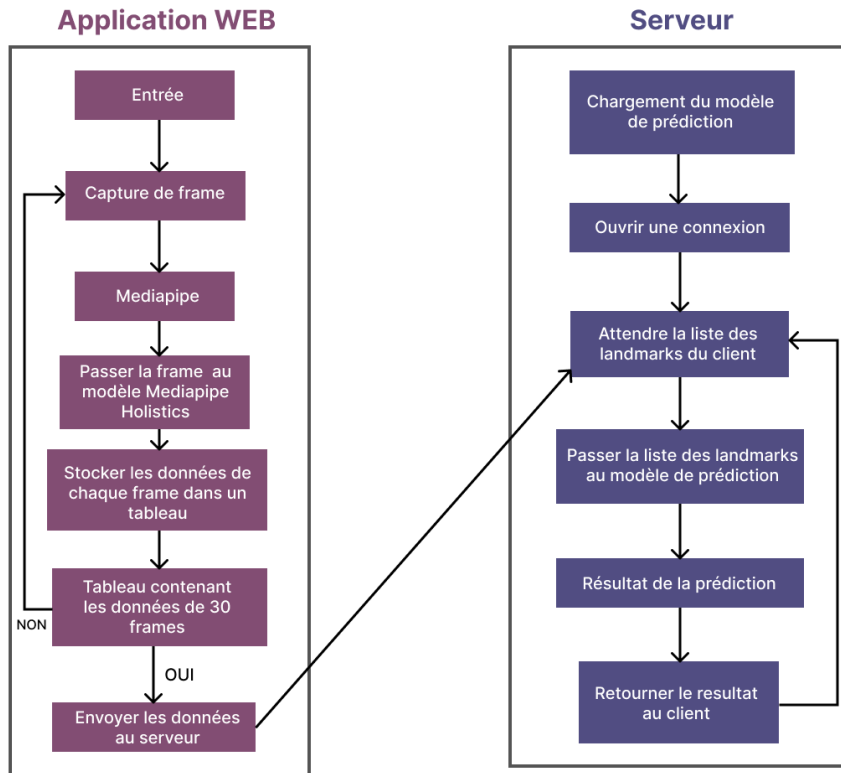 Application WEB
Entrée
Capture de frame
Mediapipe
Passer la frame au
modèle Mediapipe
Holistics
Stocker les données de
chaque frame dans un
tableau
Tableau contenant
les données de 30
frames
NON
OUI
Envoyer les données
au serveur
Serveur
Chargement du modèle
de prédiction
Ouvrir une connexion
Attendre la liste des
landmarks du client
Passer la liste des landmarks
au modèle de prédiction
Résultat de la prédiction
Retourner le resultat
au client